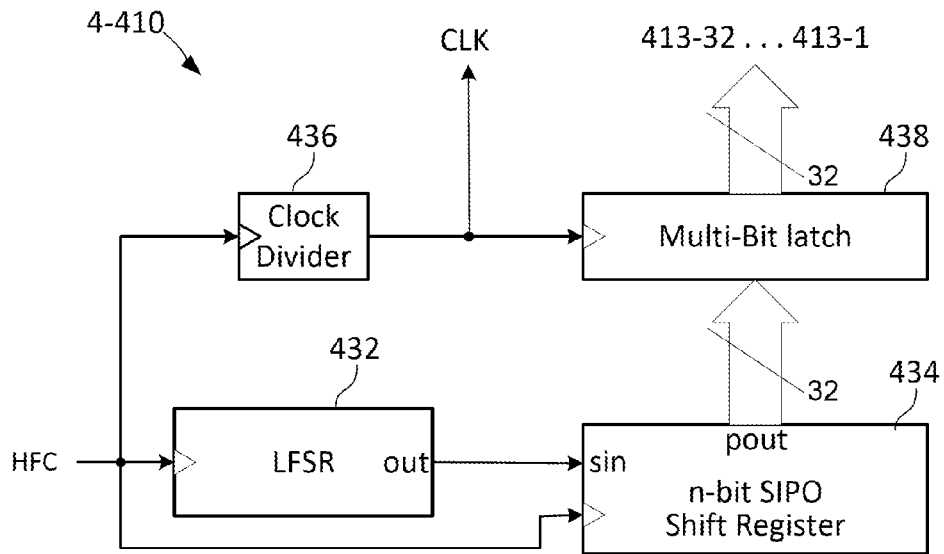 4-410
CLK
413-32 . . . 413-1
436
32
438
Clock
Divider
Multi-Bit latch
432
32
434
HFC
LFSR
out
sin
pout
n-bit SIPO
Shift Register